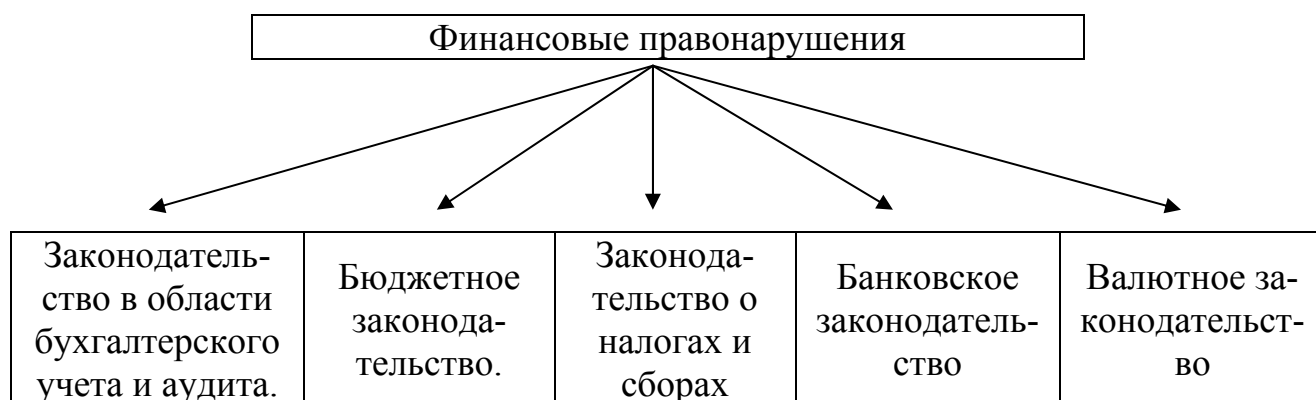 Финансовые правонарушения
Законодатель-
ство в области
бухгалтерского
учета и аудита.
Бюджетное
законода-
тельство.
Законода-
тельство о
налогах и
сборах
Банковское
законодатель-
ство
Валютное за-
конодательст-
во